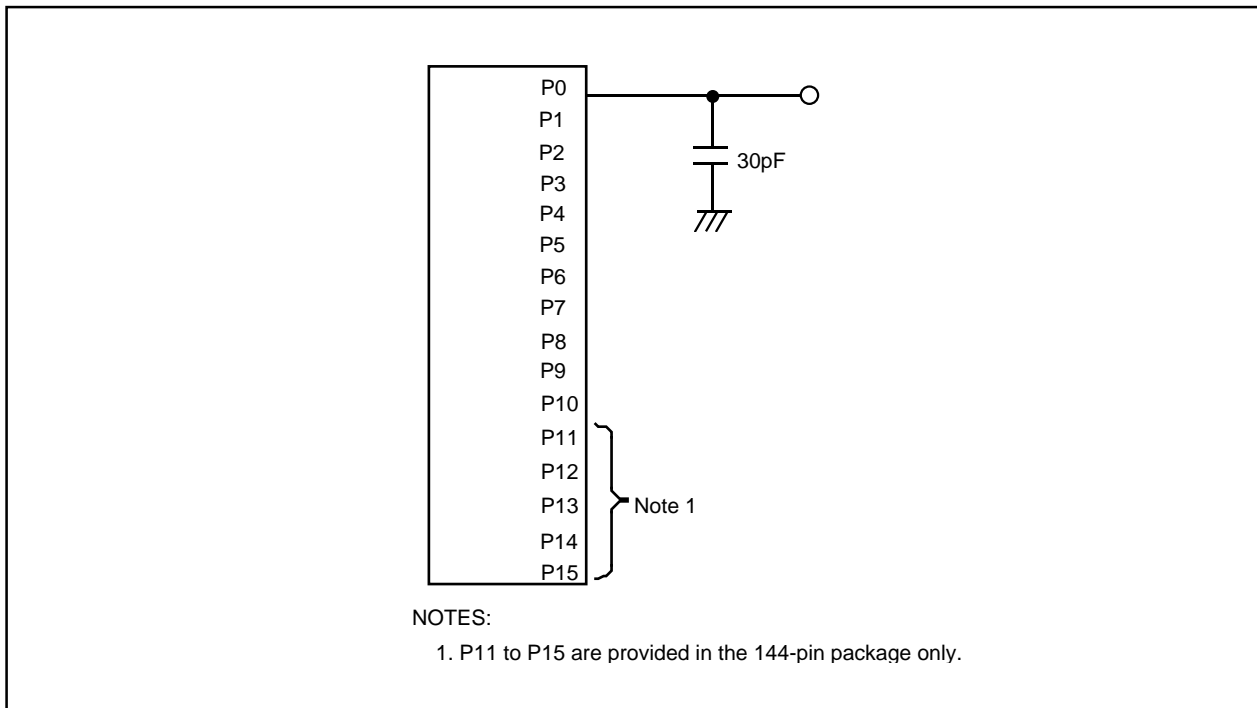 P0
P1
P2
30pF
P3
P4
P5
P6
P7
P8
P9
P10
P11
P12
P13
Note 1
P14
P15
NOTES:
1. P11 to P15 are provided in the 144-pin package only.